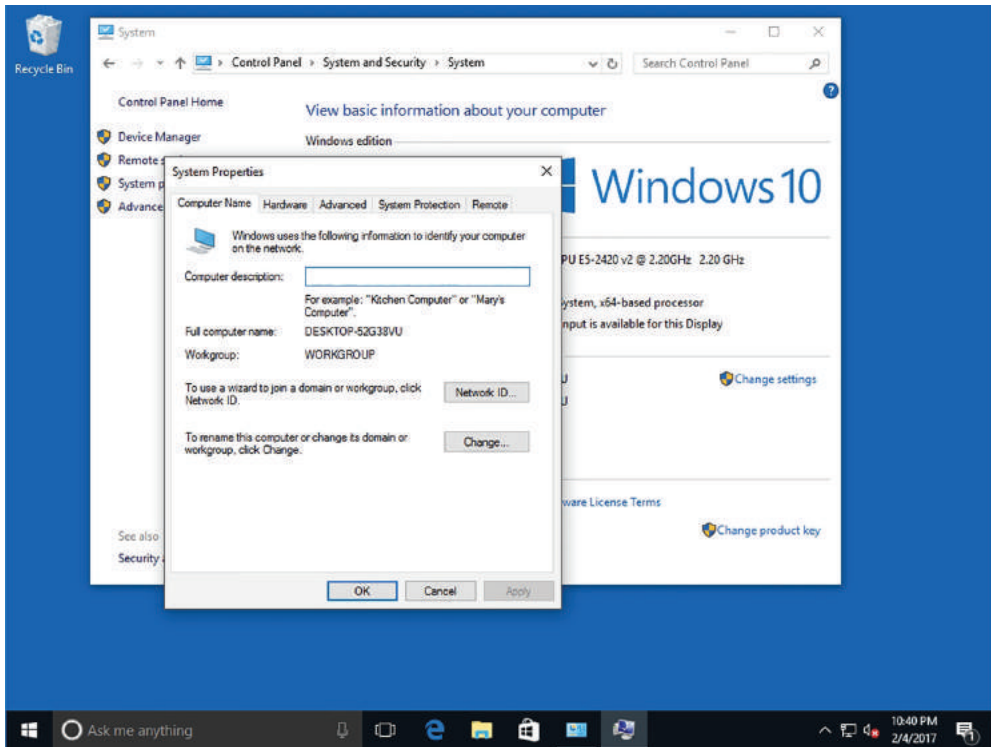 Recycle Bin
System
Control Panel > System and Security > System
Search Control Panel
Control Panel Home
Device Manager
Remote
System p
Advance
See also
Security
View basic information about your computer
Windows edition
Windows 10
PU E5-2420 v2 @ 2.20GHz 2.20 GHz
ystem, x64-based processor
nput is available for this Display
U
Change settings
U
ware License Terms
Change product key
System Properties
Computer Name Hardware Advanced System Protection Remote
Windows uses the following information to identify your computer
on the network.
Computer description:
For example: "Kitchen Computer" or "Mary's
Computer".
Full computer name: DESKTOP-52G38VU
Workgroup: WORKGROUP
To use a wizard to join a domain or workgroup, click
Network ID.
Network ID...
To rename this computer or change its domain or
workgroup, click Change.
Change...
OK Cancel Apply
Ask me anything
10:40 PM
2/4/2017
1